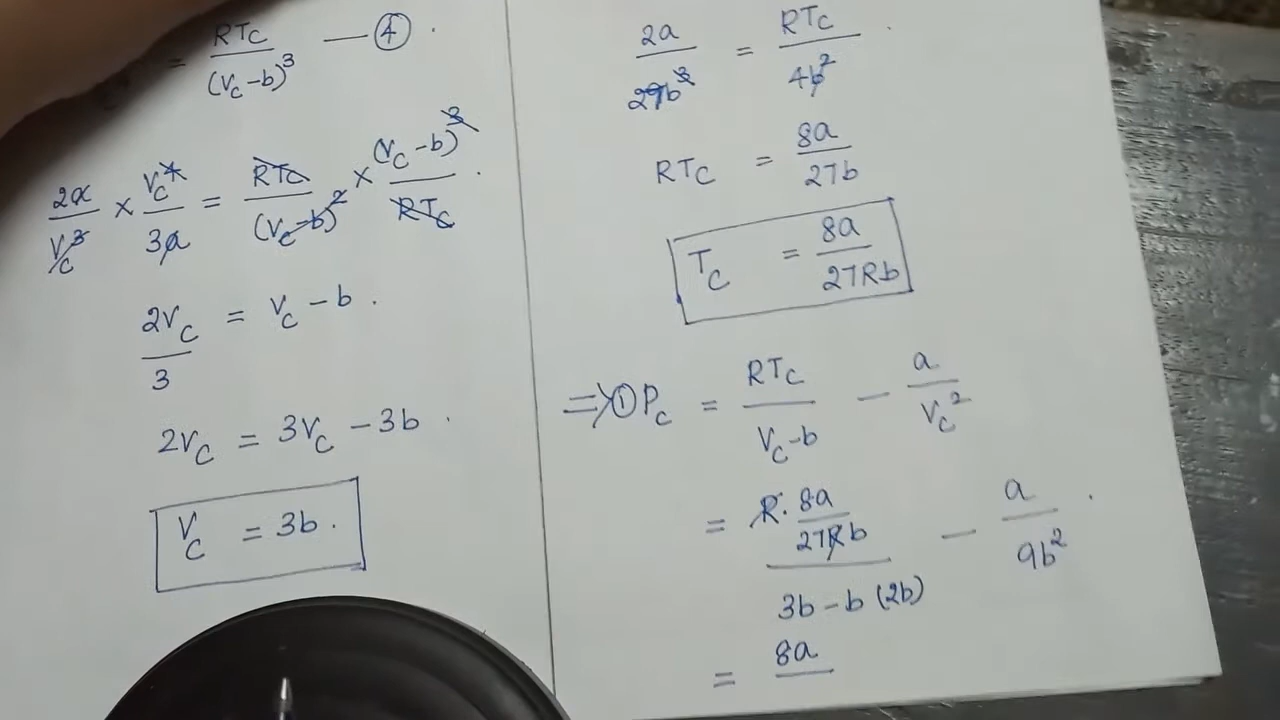 = RTc / (Vc-b)^3 — ④ .
2a / Vc^3 × Vc^4 / 3a = RTc / (Vc-b)^2 × (Vc-b)^3 / RTc .
2Vc / 3 = Vc - b .
2Vc = 3Vc - 3b .
Vc = 3b .
2a / 27b^3 = RTc / 4b^2 .
RTc = 8a / 27b
Tc = 8a / 27Rb
⇒ ① Pc = RTc / Vc-b - a / Vc^2
= R. 8a / 27Rb / 3b-b (2b) - a / 9b^2 .
= 8a